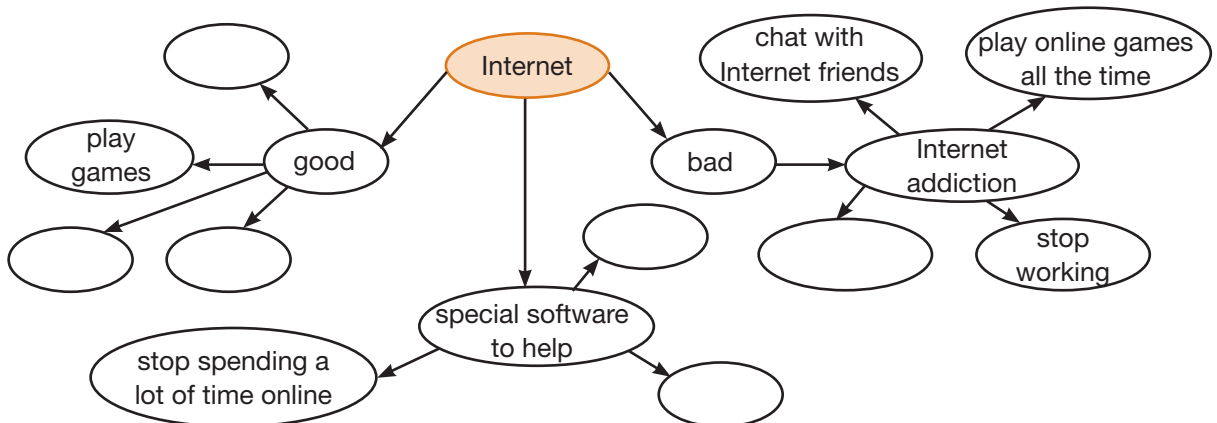 Internet
chat with
Internet friends
play online games
all the time
play
games
good
bad
Internet
addiction
stop
working
special software
to help
stop spending a
lot of time online